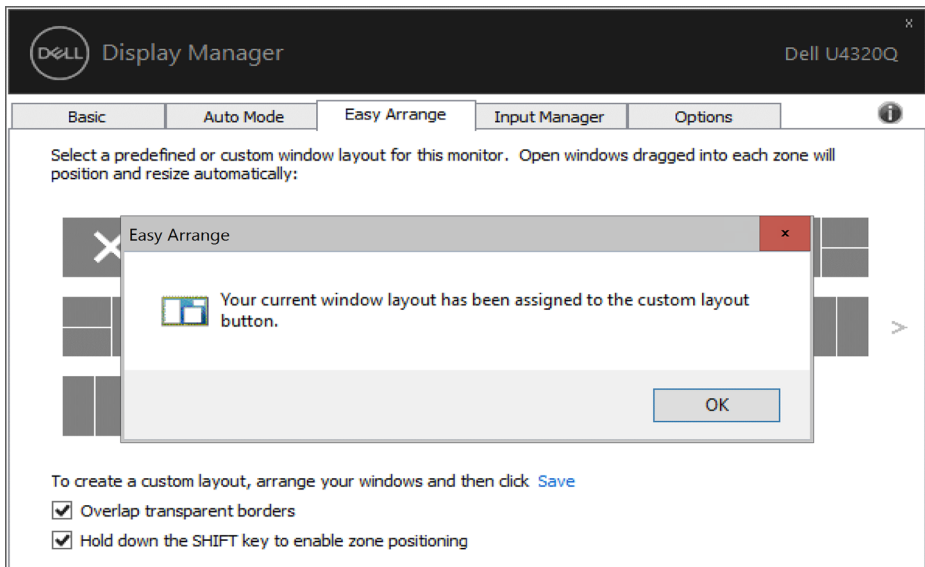 DELL Display Manager
x
Dell U4320Q
Basic Auto Mode Easy Arrange Input Manager Options i
Select a predefined or custom window layout for this monitor. Open windows dragged into each zone will
position and resize automatically:
Easy Arrange x
Your current window layout has been assigned to the custom layout
button.
>
OK
To create a custom layout, arrange your windows and then click Save
Overlap transparent borders
Hold down the SHIFT key to enable zone positioning